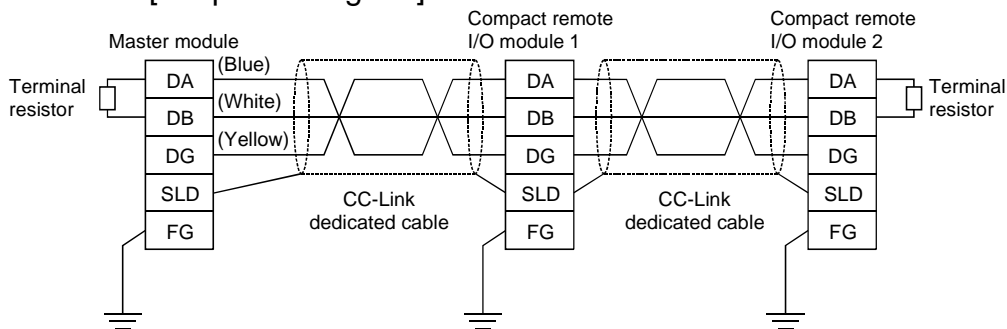 Master module
Compact remote
I/O module 1
Compact remote
I/O module 2
Terminal
resistor
DA
DB
DG
SLD
FG
(Blue)
(White)
(Yellow)
CC-Link
dedicated cable
DA
DB
DG
SLD
FG
CC-Link
dedicated cable
DA
DB
DG
SLD
FG
Terminal
resistor